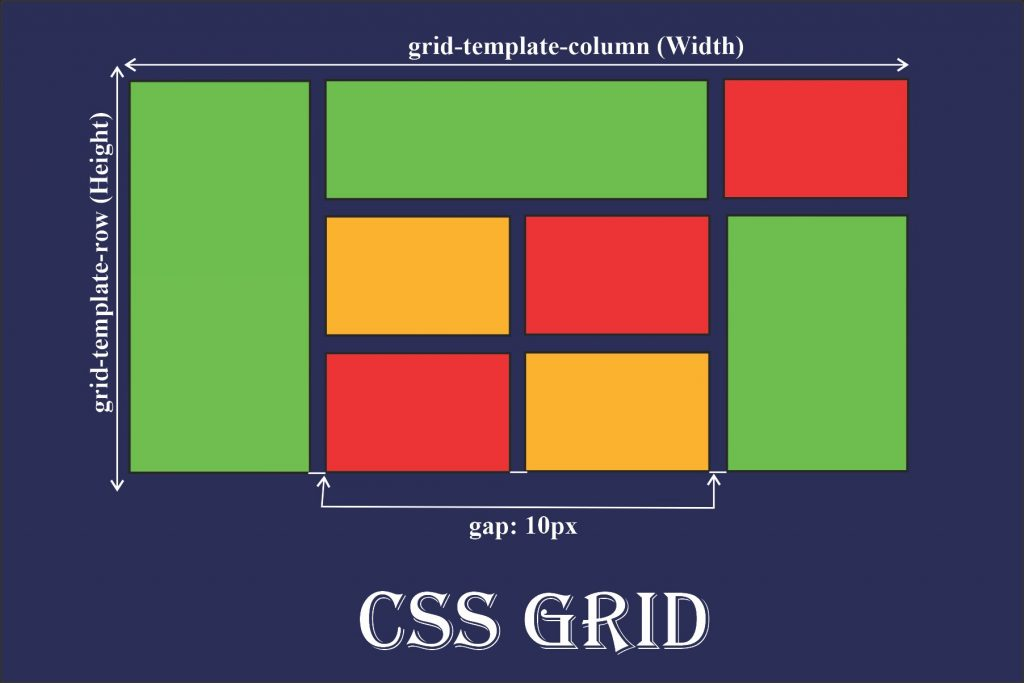 grid-template-column (Width)
grid-template-row (Height)
gap: 10px
CSS GRID